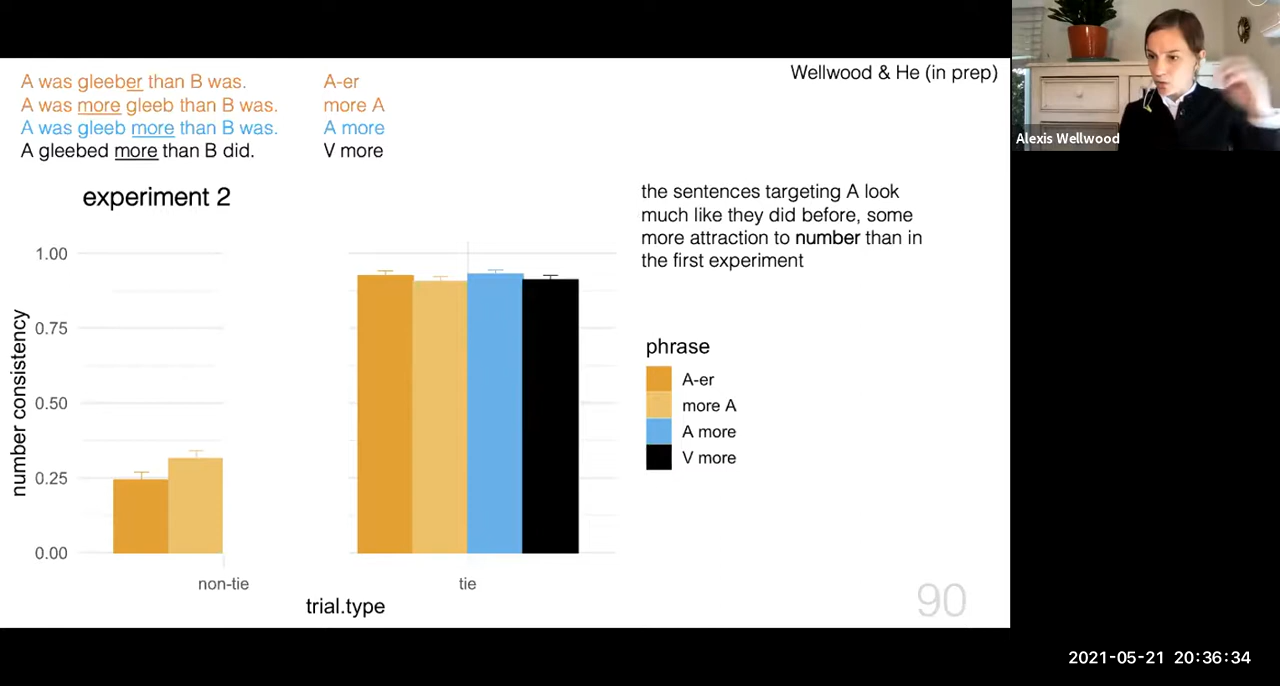 A was gleeber than B was. A-er
A was more gleeb than B was. more A
A was gleeb more than B was. A more
A gleebed more than B did. V more
Wellwood & He (in prep)
Alexis Wellwood
experiment 2
the sentences targeting A look
much like they did before, some
more attraction to number than in
the first experiment
number consistency
1.00
0.75
0.50
0.25
0.00
non-tie
tie
trial.type
phrase
A-er
more A
A more
V more
90
2021-05-21 20:36:34